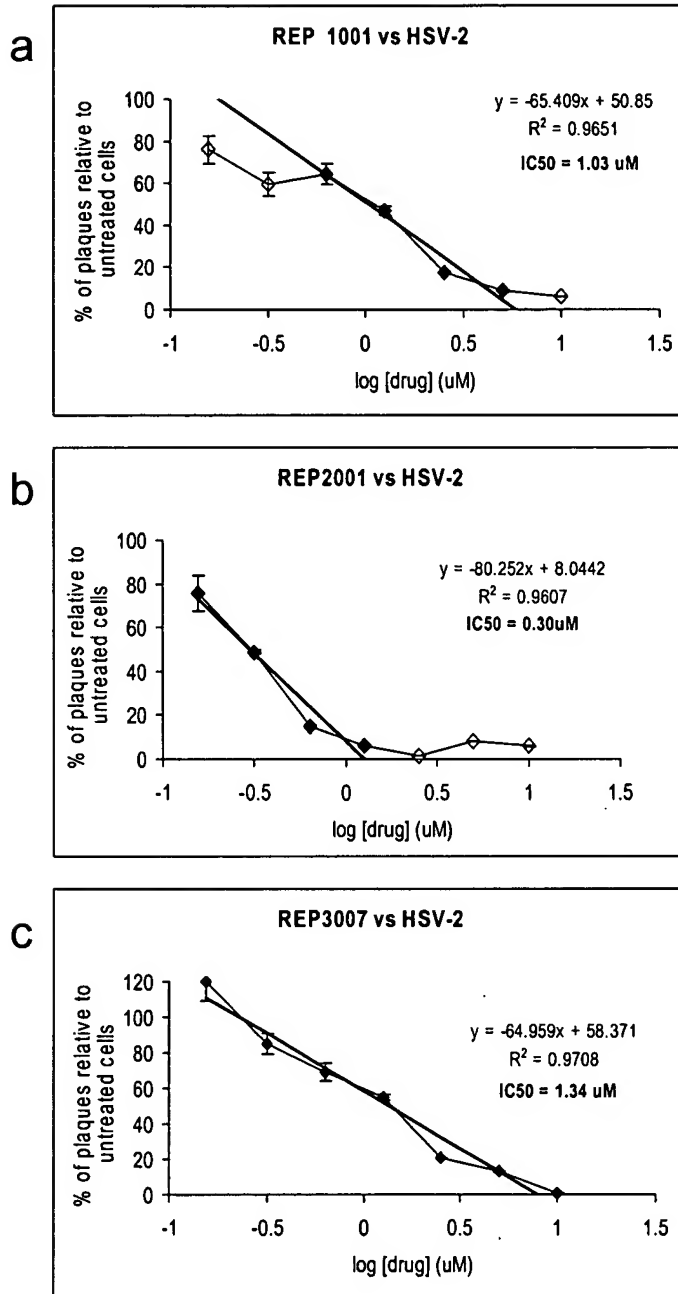 a
REP 1001 vs HSV-2
% of plaques relative to
untreated cells
100
80
60
40
20
0
y = -65.409x + 50.85
R² = 0.9651
IC50 = 1.03 uM
-1 -0.5 0 0.5 1 1.5
log [drug] (uM)
b
REP2001 vs HSV-2
% of plaques relative to
untreated cells
100
80
60
40
20
0
y = -80.252x + 8.0442
R² = 0.9607
IC50 = 0.30uM
-1 -0.5 0 0.5 1 1.5
log [drug] (uM)
c
REP3007 vs HSV-2
% of plaques relative to
untreated cells
120
100
80
60
40
20
0
y = -64.959x + 58.371
R² = 0.9708
IC50 = 1.34 uM
-1 -0.5 0 0.5 1 1.5
log [drug] (uM)